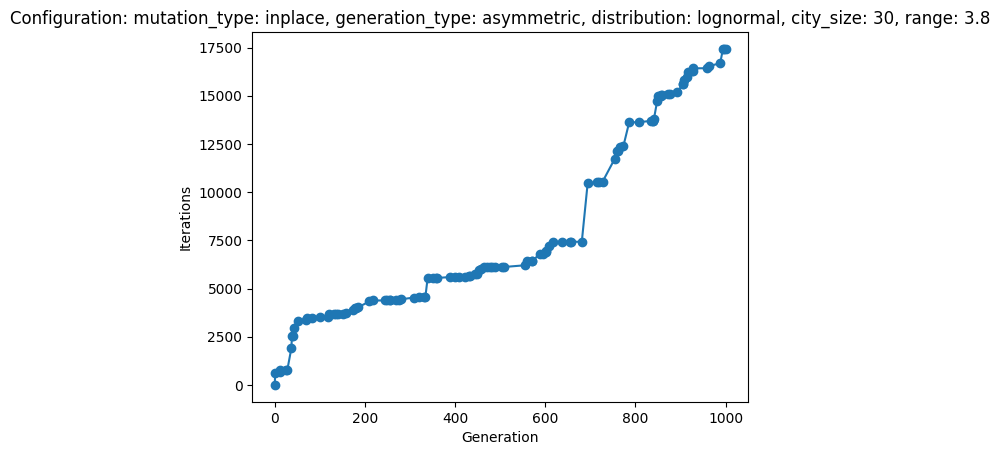 Configuration: mutation_type: inplace, generation_type: asymmetric, distribution: lognormal, city_size: 30, range: 3.8
17500
15000
12500
10000
7500
5000
2500
0
Iterations
0 200 400 600 800 1000
Generation